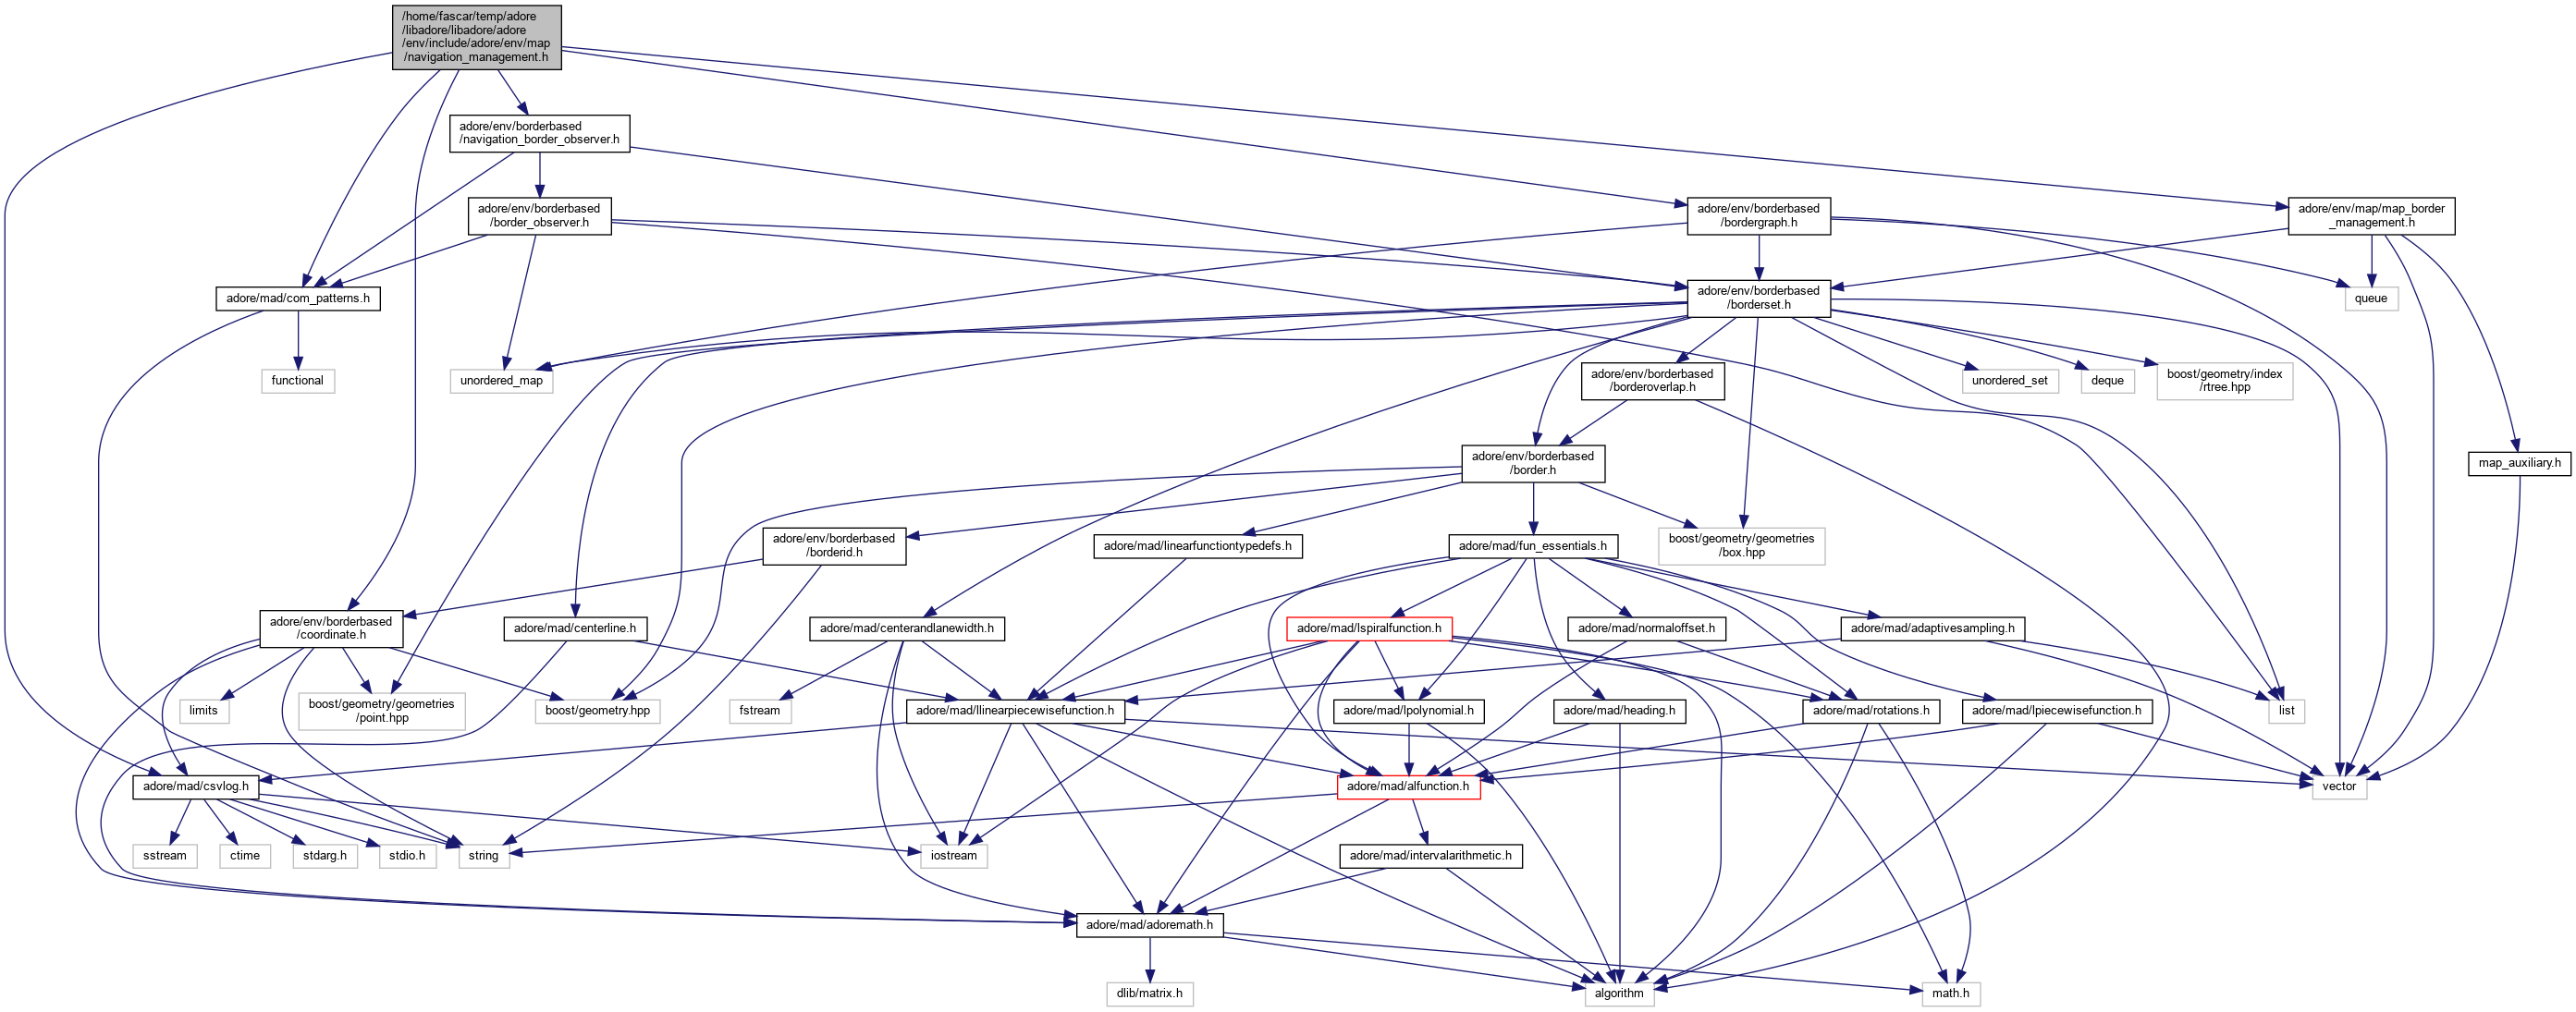 /home/fascar/temp/adore
/libadore/libadore/adore
/env/include/adore/env/map
/navigation_management.h
adore/env/borderbased
/navigation_border_observer.h
adore/env/borderbased
/border_observer.h
adore/env/borderbased
/bordergraph.h
adore/env/map/map_border
_management.h
adore/mad/com_patterns.h
adore/env/borderbased
/borderset.h
queue
functional
unordered_map
adore/env/borderbased
/borderoverlap.h
unordered_set
deque
boost/geometry/index
/rtree.hpp
adore/env/borderbased
/border.h
map_auxiliary.h
adore/env/borderbased
/borderid.h
adore/mad/linearfunctiontypedefs.h
adore/mad/fun_essentials.h
boost/geometry/geometries
/box.hpp
adore/env/borderbased
/coordinate.h
adore/mad/centerline.h
adore/mad/centerandlanewidth.h
adore/mad/lspiralfunction.h
adore/mad/normaloffset.h
adore/mad/adaptivesampling.h
limits
boost/geometry/geometries
/point.hpp
boost/geometry.hpp
fstream
adore/mad/llinearpiecewisefunction.h
adore/mad/lpolynomial.h
adore/mad/heading.h
adore/mad/rotations.h
adore/mad/lpiecewisefunction.h
list
adore/mad/csvlog.h
adore/mad/alfunction.h
vector
sstream
ctime
stdarg.h
stdio.h
string
iostream
adore/mad/intervalarithmetic.h
adore/mad/adoremath.h
dlib/matrix.h
algorithm
math.h